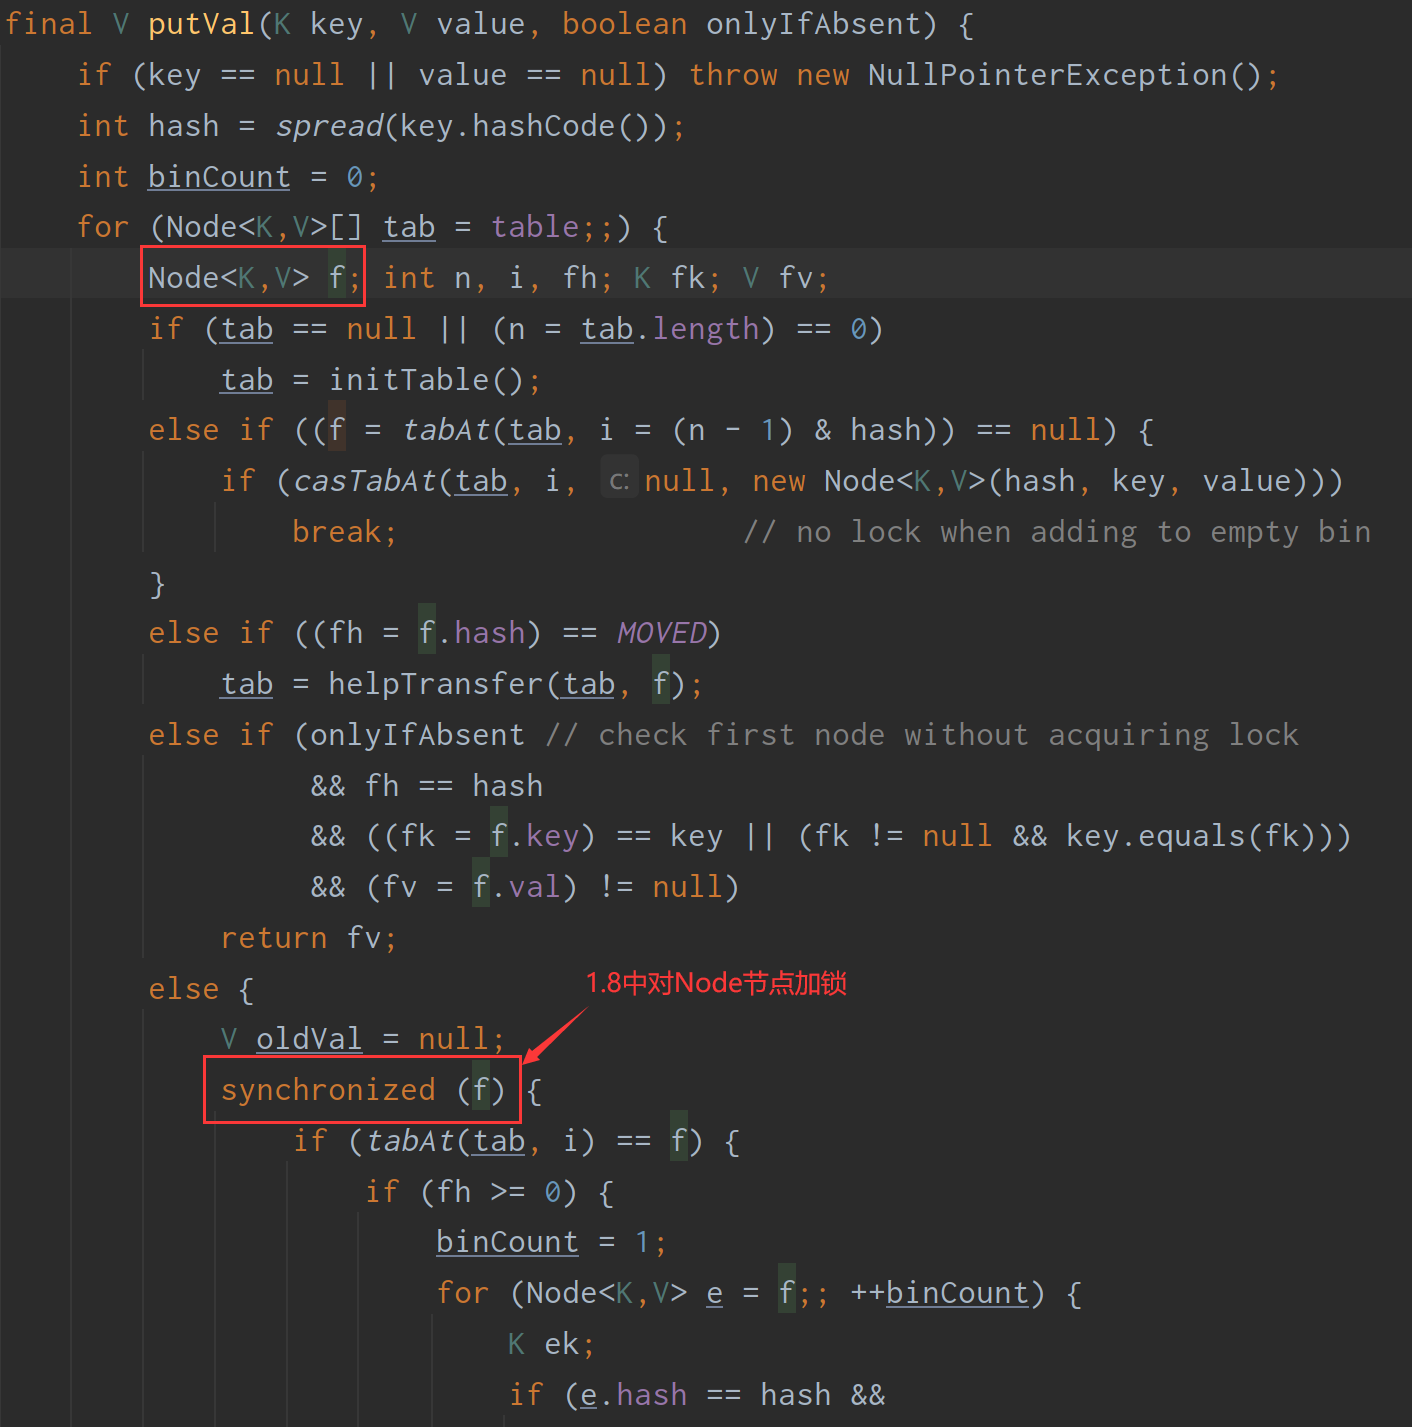 final V putVal(K key, V value, boolean onlyIfAbsent) {
if (key == null || value == null) throw new NullPointerException();
int hash = spread(key.hashCode());
int binCount = 0;
for (Node<K,V>[] tab = table;;) {
Node<K,V> f; int n, i, fh; K fk; V fv;
if (tab == null || (n = tab.length) == 0)
tab = initTable();
else if ((f = tabAt(tab, i = (n - 1) & hash)) == null) {
if (casTabAt(tab, i, c: null, new Node<K,V>(hash, key, value)))
break; // no lock when adding to empty bin
}
else if ((fh = f.hash) == MOVED)
tab = helpTransfer(tab, f);
else if (onlyIfAbsent // check first node without acquiring lock
&& fh == hash
&& ((fk = f.key) == key || (fk != null && key.equals(fk)))
&& (fv = f.val) != null)
return fv;
else {
1.8中对Node节点加锁
V oldVal = null;
synchronized (f) {
if (tabAt(tab, i) == f) {
if (fh >= 0) {
binCount = 1;
for (Node<K,V> e = f;; ++binCount) {
K ek;
if (e.hash == hash &&